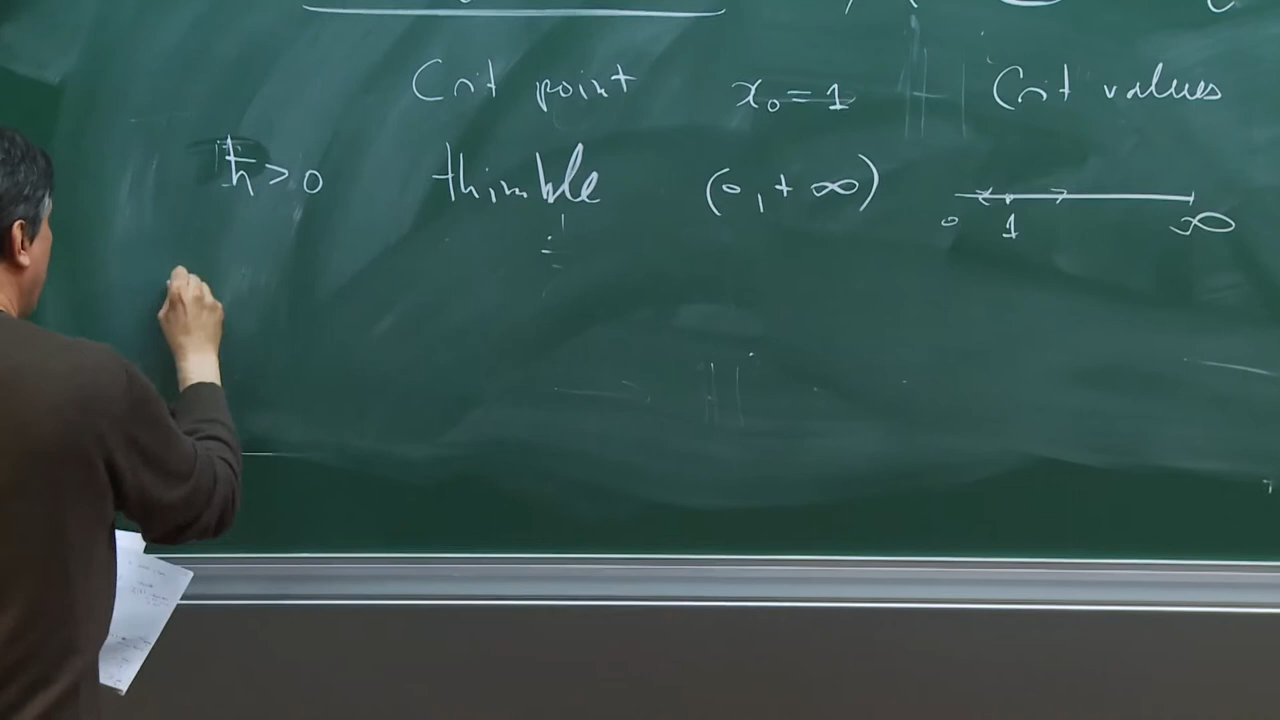 Crit point x₀ = 1 Crit values
ħ > 0 thimble (0, + ∞)
0 1 ∞